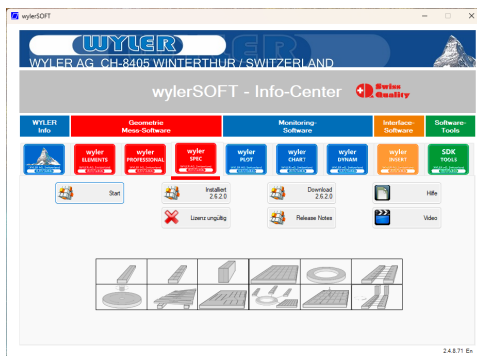 wylerSOFT
WYLER
WYLER AG CH-8405 WINTERTHUR / SWITZERLAND
wylerSOFT - Info-Center
Swiss
Quality
WYLER
Info
Geometrie
Mess-Software
Monitoring-
Software
Interface-
Software
Software-
Tools
wyler
ELEMENTS
wyler
PROFESSIONAL
wyler
SPEC
wyler
PLOT
wyler
CHART
wyler
DYNAM
wyler
INSERT
SDK
TOOLS
Start
Installiert
2.6.2.0
Download
2.6.2.0
Hilfe
Lizenz ungültig
Release Notes
Video
2.4.8.71 En